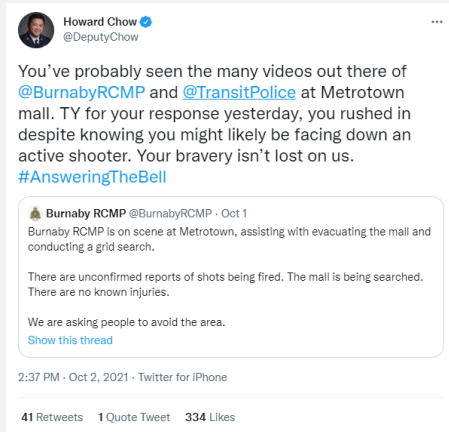 Howard Chow
@DeputyChow
You've probably seen the many videos out there of
@BurnabyRCMP and @TransitPolice at Metrotown
mall. TY for your response yesterday, you rushed in
despite knowing you might likely be facing down an
active shooter. Your bravery isn't lost on us.
#AnsweringTheBell
Burnaby RCMP @BurnabyRCMP · Oct 1
Burnaby RCMP is on scene at Metrotown, assisting with evacuating the mall and
conducting a grid search.
There are unconfirmed reports of shots being fired. The mall is being searched.
There are no known injuries.
We are asking people to avoid the area.
Show this thread
2:37 PM · Oct 2, 2021 · Twitter for iPhone
41 Retweets 1 Quote Tweet 334 Likes